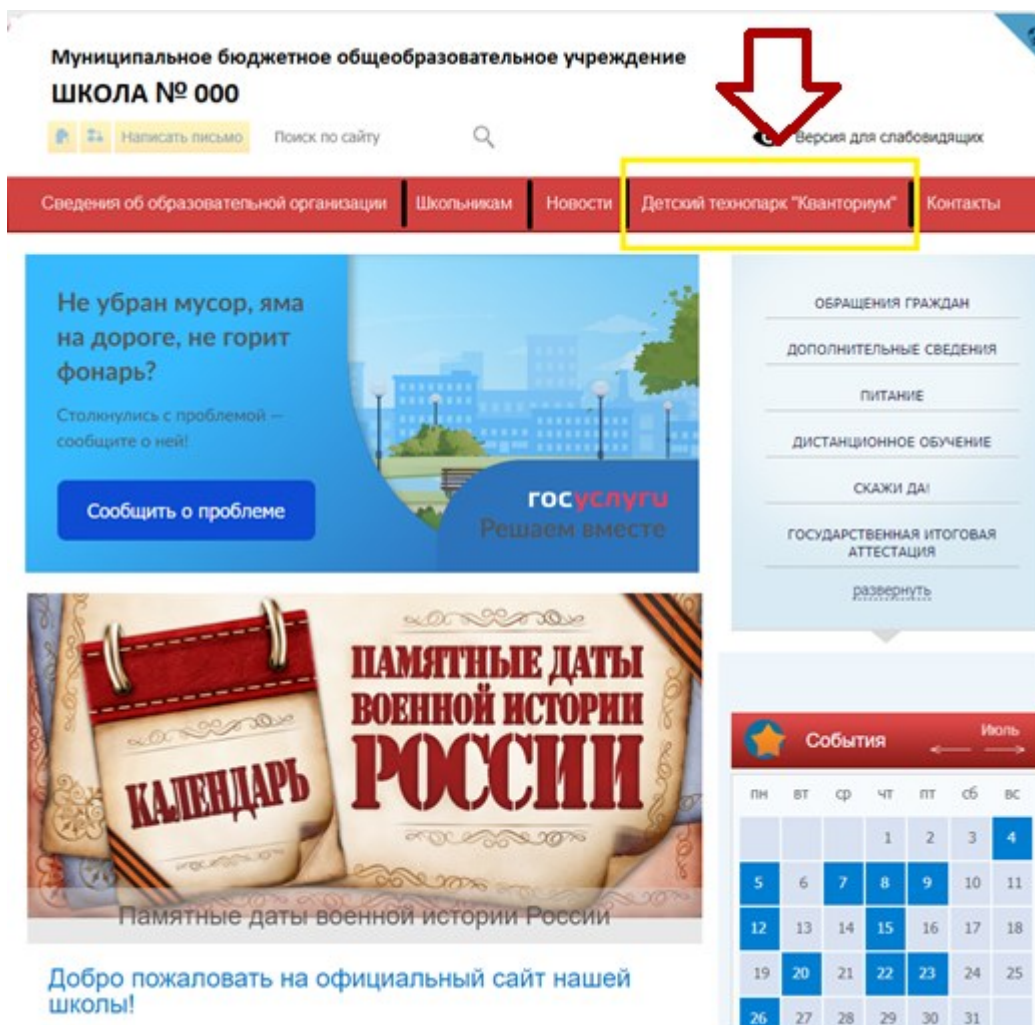 Муниципальное бюджетное общеобразовательное учреждение
ШКОЛА № 000
Написать письмо
Поиск по сайту
Версия для слабовидящих
Сведения об образовательной организации
Школьникам
Новости
Детский технопарк "Кванториум"
Контакты
Не убран мусор, яма
на дороге, не горит
фонарь?
Столкнулись с проблемой —
сообщите о ней!
Сообщить о проблеме
госуслуги
Решаем вместе
ОБРАЩЕНИЯ ГРАЖДАН
ДОПОЛНИТЕЛЬНЫЕ СВЕДЕНИЯ
ПИТАНИЕ
ДИСТАНЦИОННОЕ ОБУЧЕНИЕ
СКАЖИ ДА!
ГОСУДАРСТВЕННАЯ ИТОГОВАЯ
АТТЕСТАЦИЯ
развернуть
КАЛЕНДАРЬ
ПАМЯТНЫЕ ДАТЫ
ВОЕННОЙ ИСТОРИИ
РОССИИ
Памятные даты военной истории России
Добро пожаловать на официальный сайт нашей
школы!
События
Июль
пн вт ср чт пт сб вс
1 2 3 4
5 6 7 8 9 10 11
12 13 14 15 16 17 18
19 20 21 22 23 24 25
26 27 28 29 30 31